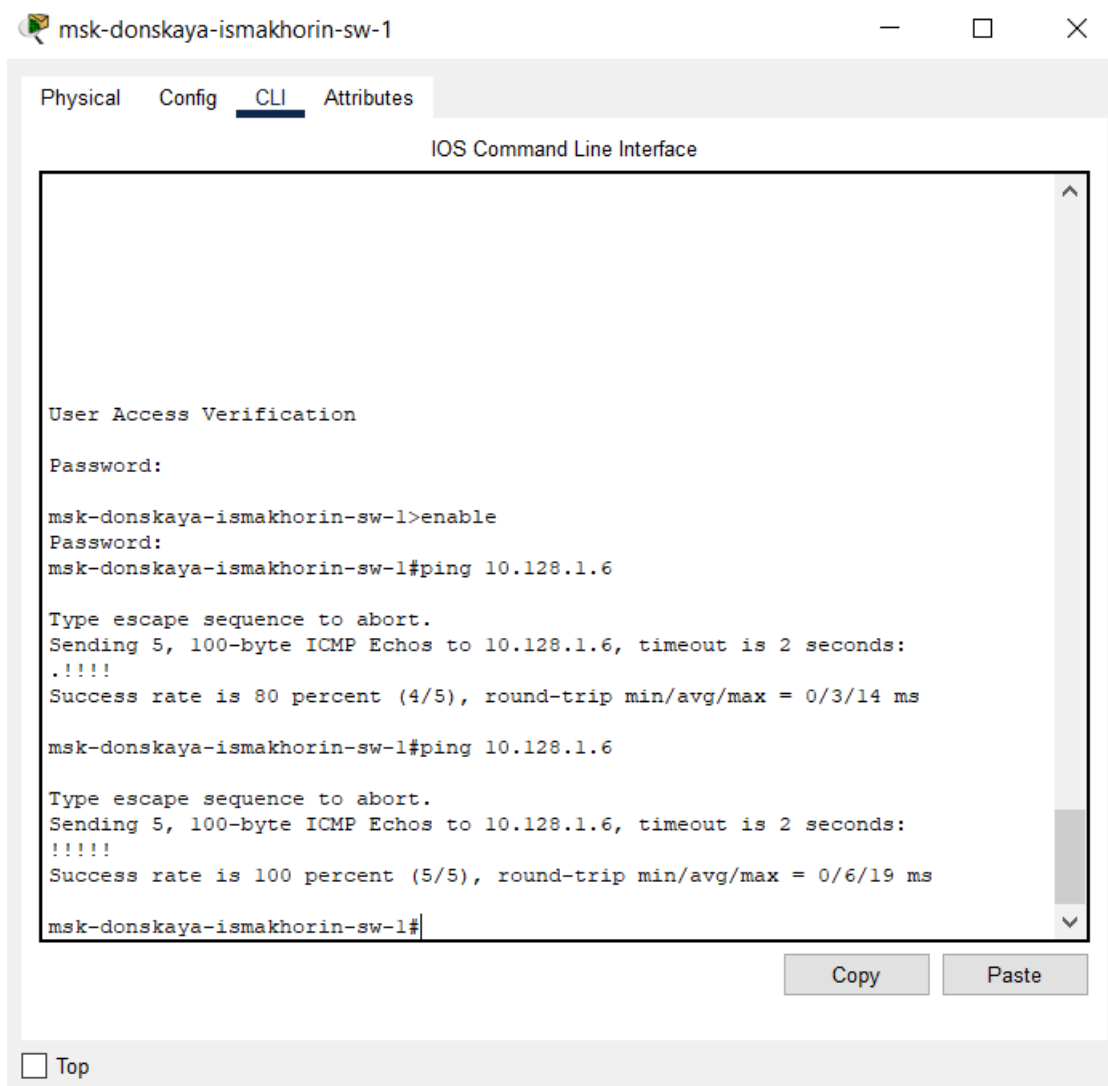 msk-donskaya-ismakhorin-sw-1
Physical Config CLI Attributes
IOS Command Line Interface
User Access Verification
Password:
msk-donskaya-ismakhorin-sw-1>enable
Password:
msk-donskaya-ismakhorin-sw-1#ping 10.128.1.6
Type escape sequence to abort.
Sending 5, 100-byte ICMP Echos to 10.128.1.6, timeout is 2 seconds:
.!!!!
Success rate is 80 percent (4/5), round-trip min/avg/max = 0/3/14 ms
msk-donskaya-ismakhorin-sw-1#ping 10.128.1.6
Type escape sequence to abort.
Sending 5, 100-byte ICMP Echos to 10.128.1.6, timeout is 2 seconds:
!!!!!
Success rate is 100 percent (5/5), round-trip min/avg/max = 0/6/19 ms
msk-donskaya-ismakhorin-sw-1#
Copy Paste
Top